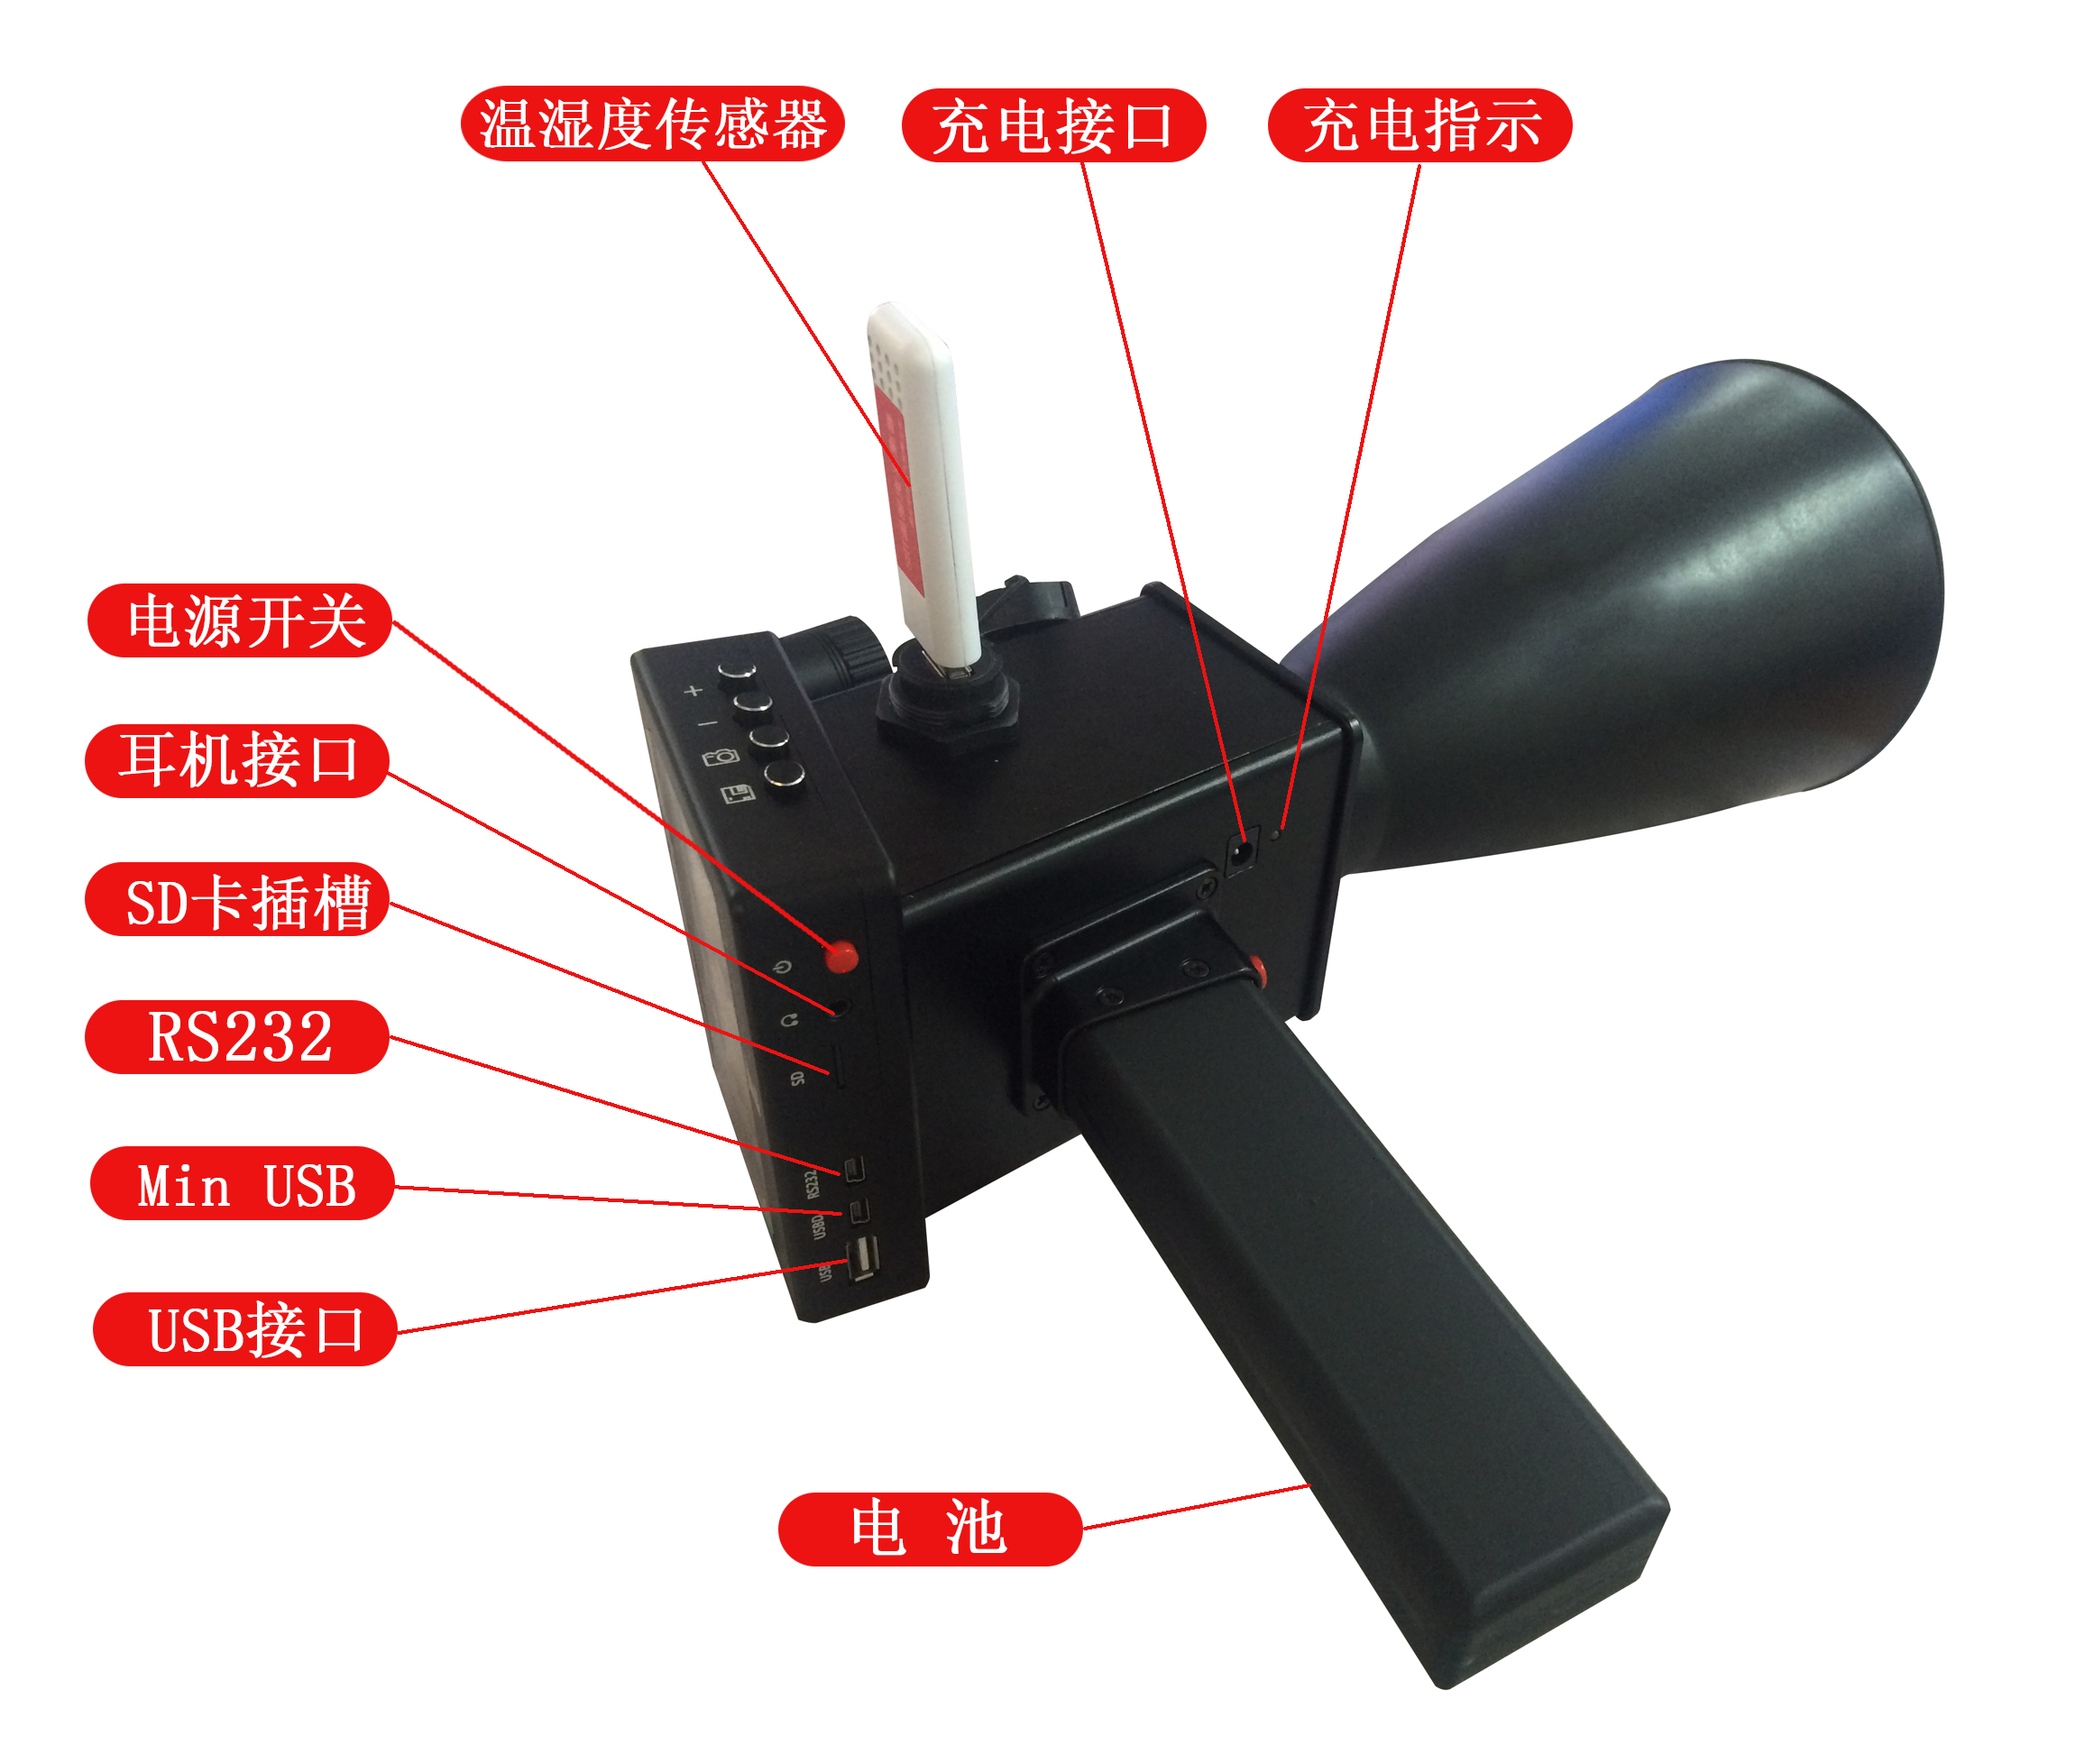 温湿度传感器
充电接口
充电指示
电源开关
耳机接口
SD卡插槽
RS232
Min USB
USB接口
电 池
+
−
SD
RS232
USBD
USB